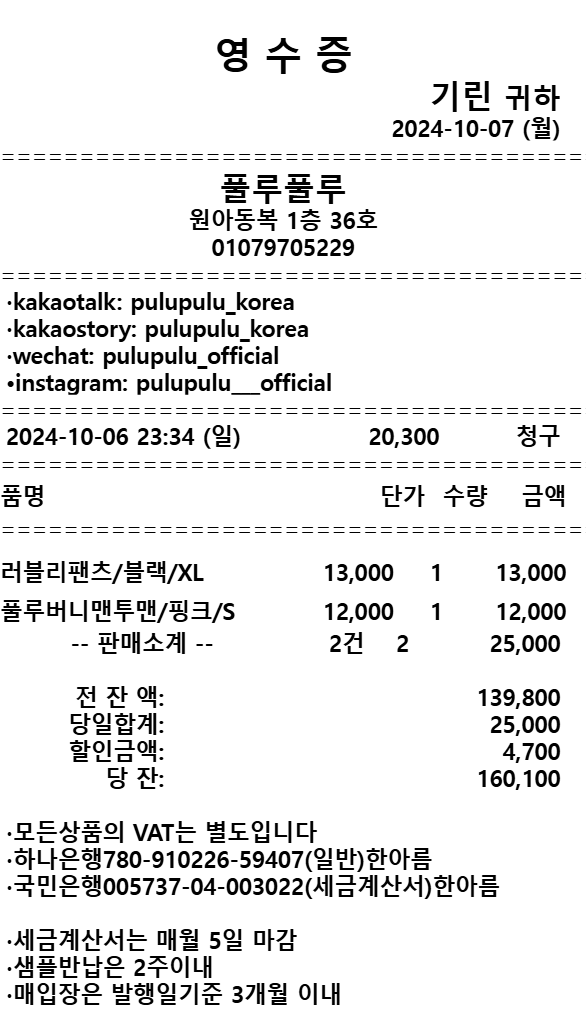 영 수 증
기린 귀하
2024-10-07 (월)
=====================================
풀루풀루
원아동복 1층 36호
01079705229
=====================================
·kakaotalk: pulupulu_korea
·kakaostory: pulupulu_korea
·wechat: pulupulu_official
•instagram: pulupulu___official
=====================================
2024-10-06 23:34 (일) 20,300 청구
=====================================
품명 단가 수량 금액
=====================================
러블리팬츠/블랙/XL 13,000 1 13,000
풀루버니맨투맨/핑크/S 12,000 1 12,000
-- 판매소계 -- 2건 2 25,000
전 잔 액: 139,800
당일합계: 25,000
할인금액: 4,700
당 잔: 160,100
·모든상품의 VAT는 별도입니다
·하나은행780-910226-59407(일반)한아름
·국민은행005737-04-003022(세금계산서)한아름
·세금계산서는 매월 5일 마감
·샘플반납은 2주이내
·매입장은 발행일기준 3개월 이내